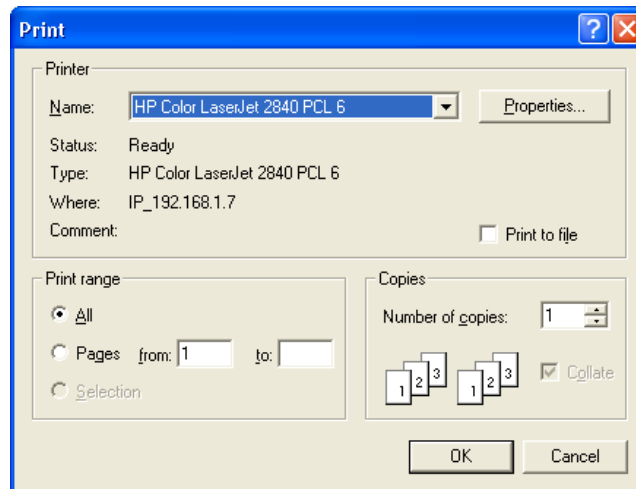 Print
Printer
Name: HP Color LaserJet 2840 PCL 6 Properties...
Status: Ready
Type: HP Color LaserJet 2840 PCL 6
Where: IP_192.168.1.7
Comment: Print to file
Print range Copies
All Number of copies: 1
Pages from: 1 to:
1 2 3 1 2 3 Collate
Selection
OK Cancel